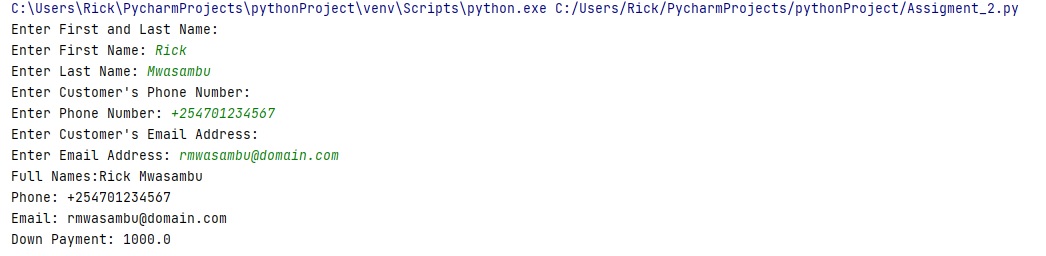 C:\Users\Rick\PycharmProjects\pythonProject\venv\Scripts\python.exe C:/Users/Rick/PycharmProjects/pythonProject/Assigment_2.py
Enter First and Last Name:
Enter First Name: Rick
Enter Last Name: Mwasambu
Enter Customer's Phone Number:
Enter Phone Number: +254701234567
Enter Customer's Email Address:
Enter Email Address: rmwasambu@domain.com
Full Names:Rick Mwasambu
Phone: +254701234567
Email: rmwasambu@domain.com
Down Payment: 1000.0